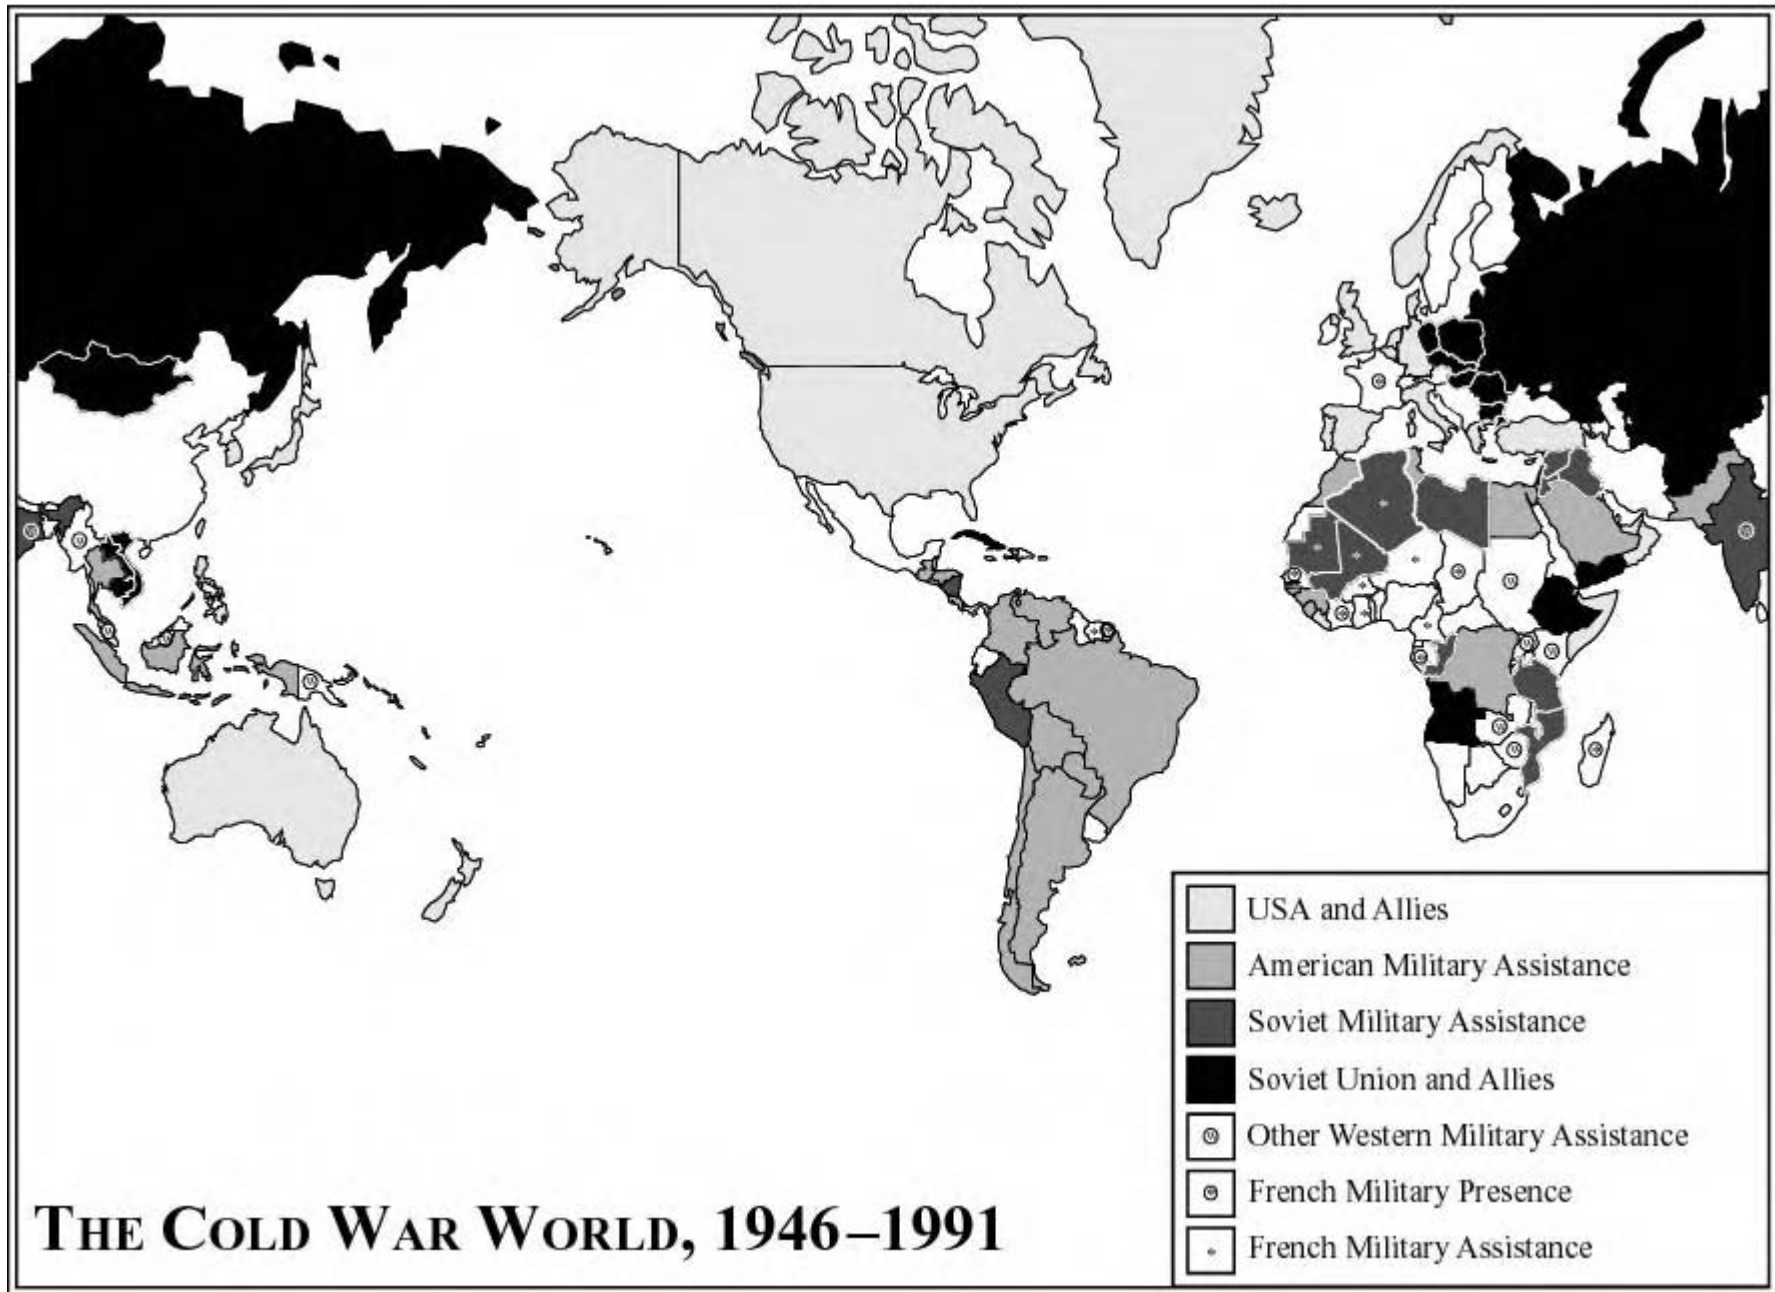 USA and Allies
American Military Assistance
Soviet Military Assistance
Soviet Union and Allies
Other Western Military Assistance
French Military Presence
French Military Assistance
THE COLD WAR WORLD, 1946–1991